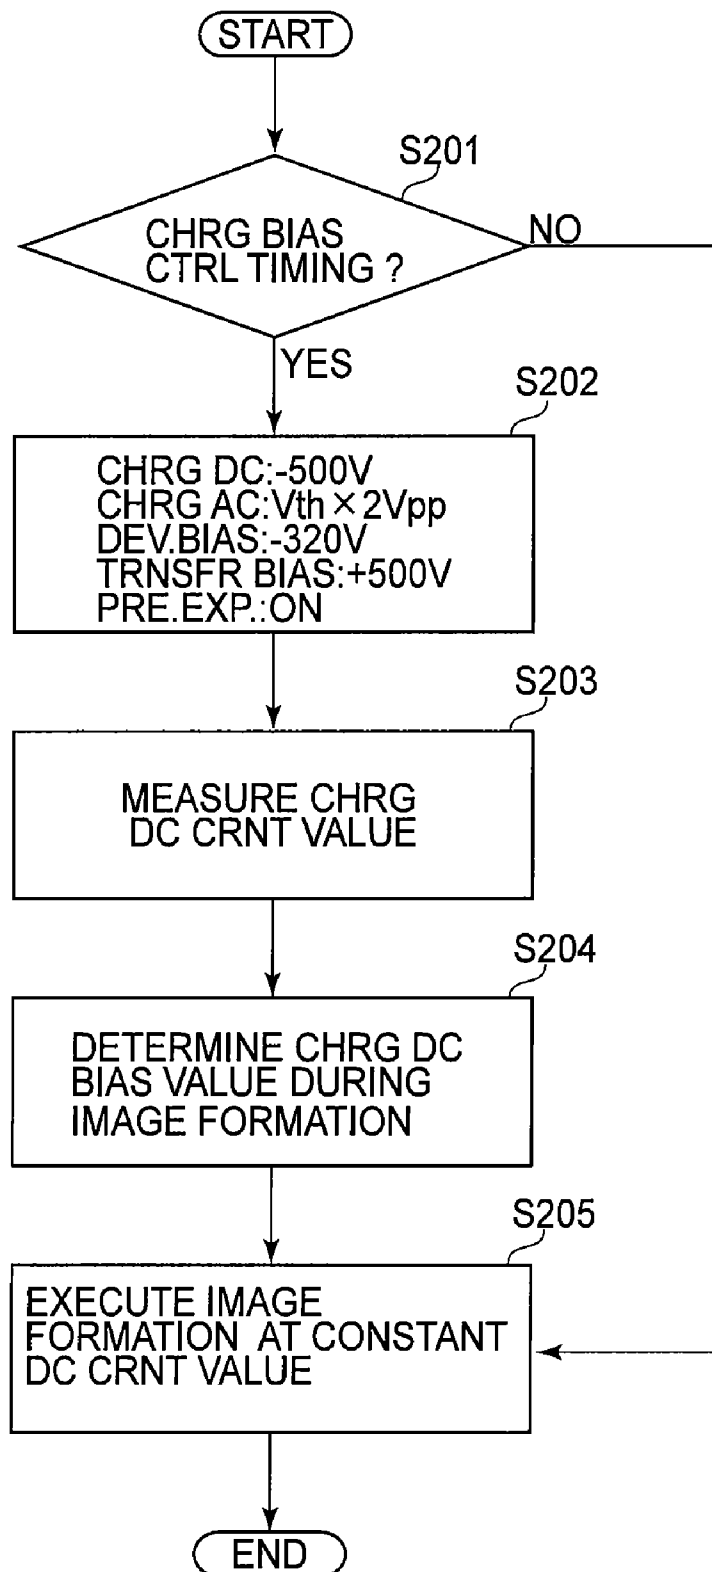 START
S201
CHRG BIAS
CTRL TIMING ?
NO
YES
S202
CHRG DC:-500V
CHRG AC:Vth×2Vpp
DEV.BIAS:-320V
TRNSFR BIAS:+500V
PRE.EXP.:ON
S203
MEASURE CHRG
DC CRNT VALUE
S204
DETERMINE CHRG DC
BIAS VALUE DURING
IMAGE FORMATION
S205
EXECUTE IMAGE
FORMATION AT CONSTANT
DC CRNT VALUE
END